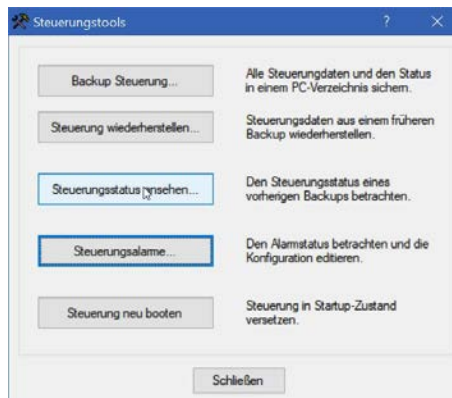 Steuerungstools
?
Backup Steuerung...
Alle Steuerungdaten und den Status
in einem PC-Verzeichnis sichern.
Steuerung wiederherstellen...
Steuerungsdaten aus einem früheren
Backup wiederherstellen.
Steuerungsstatus ansehen...
Den Steuerungsstatus eines
vorherigen Backups betrachten.
Steuerungsalarme...
Den Alarmstatus betrachten und die
Konfiguration editieren.
Steuerung neu booten
Steuerung in Startup-Zustand
versetzen.
Schließen